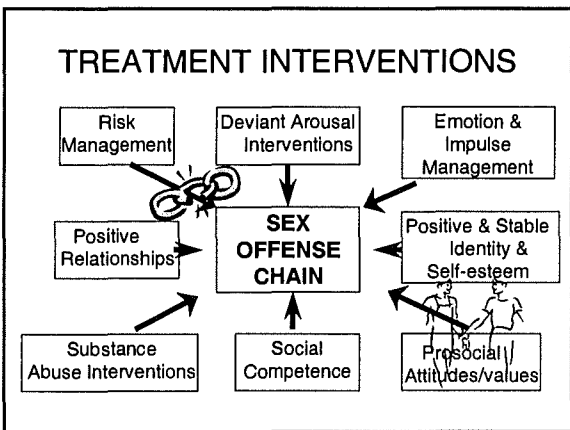 TREATMENT INTERVENTIONS
Risk
Management
Deviant Arousal
Interventions
Emotion &
Impulse
Management
Positive
Relationships
SEX
OFFENSE
CHAIN
Positive & Stable
Identity &
Self-esteem
Substance
Abuse Interventions
Social
Competence
Prosocial
Attitudes/values